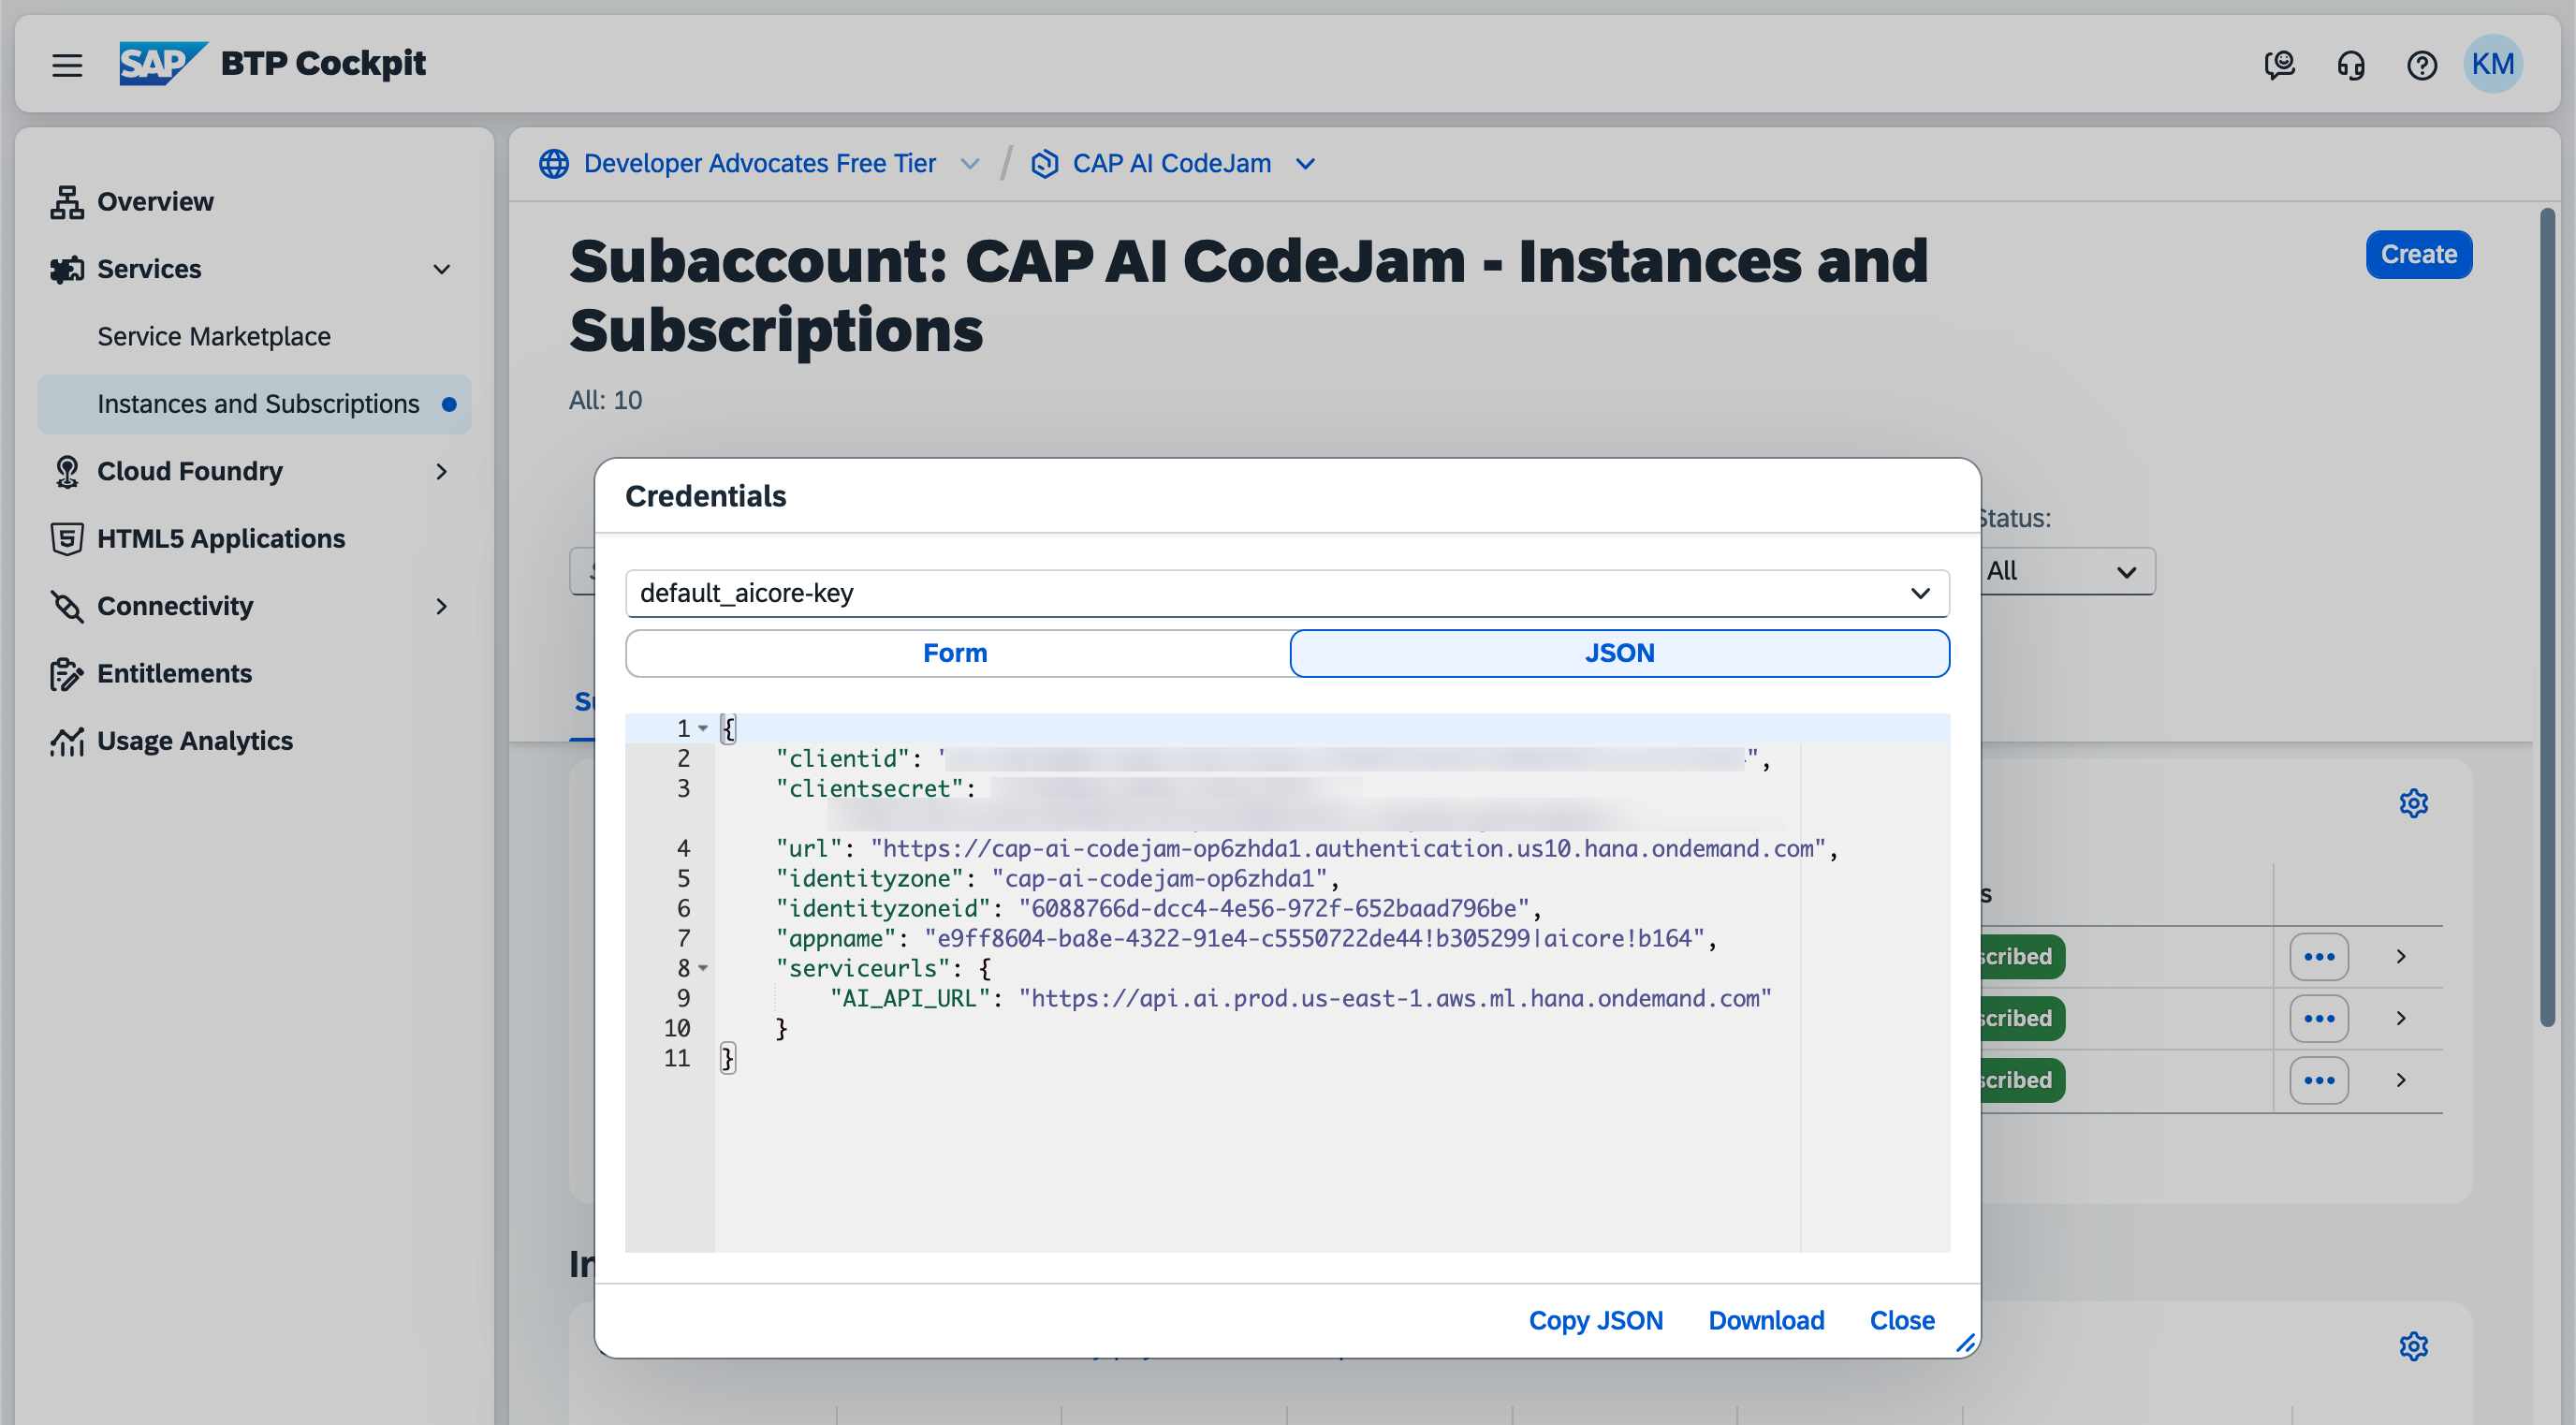 SAP BTP Cockpit
KM
Overview
Services
Service Marketplace
Instances and Subscriptions
Cloud Foundry
HTML5 Applications
Connectivity
Entitlements
Usage Analytics
Developer Advocates Free Tier / CAP AI CodeJam
Subaccount: CAP AI CodeJam - Instances and
Subscriptions
Create
All: 10
Status:
All
Credentials
default_aicore-key
Form
JSON
1 {
2 "clientid": ' ",
3 "clientsecret":
4 "url": "https://cap-ai-codejam-op6zhda1.authentication.us10.hana.ondemand.com",
5 "identityzone": "cap-ai-codejam-op6zhda1",
6 "identityzoneid": "6088766d-dcc4-4e56-972f-652baad796be",
7 "appname": "e9ff8604-ba8e-4322-91e4-c5550722de44!b305299|aicore!b164",
8 "serviceurls": {
9 "AI_API_URL": "https://api.ai.prod.us-east-1.aws.ml.hana.ondemand.com"
10 }
11 }
scribed
scribed
scribed
Copy JSON
Download
Close